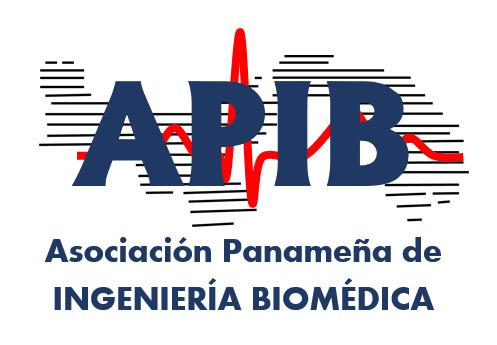 APIB
Asociación Panameña de
INGENIERÍA BIOMÉDICA